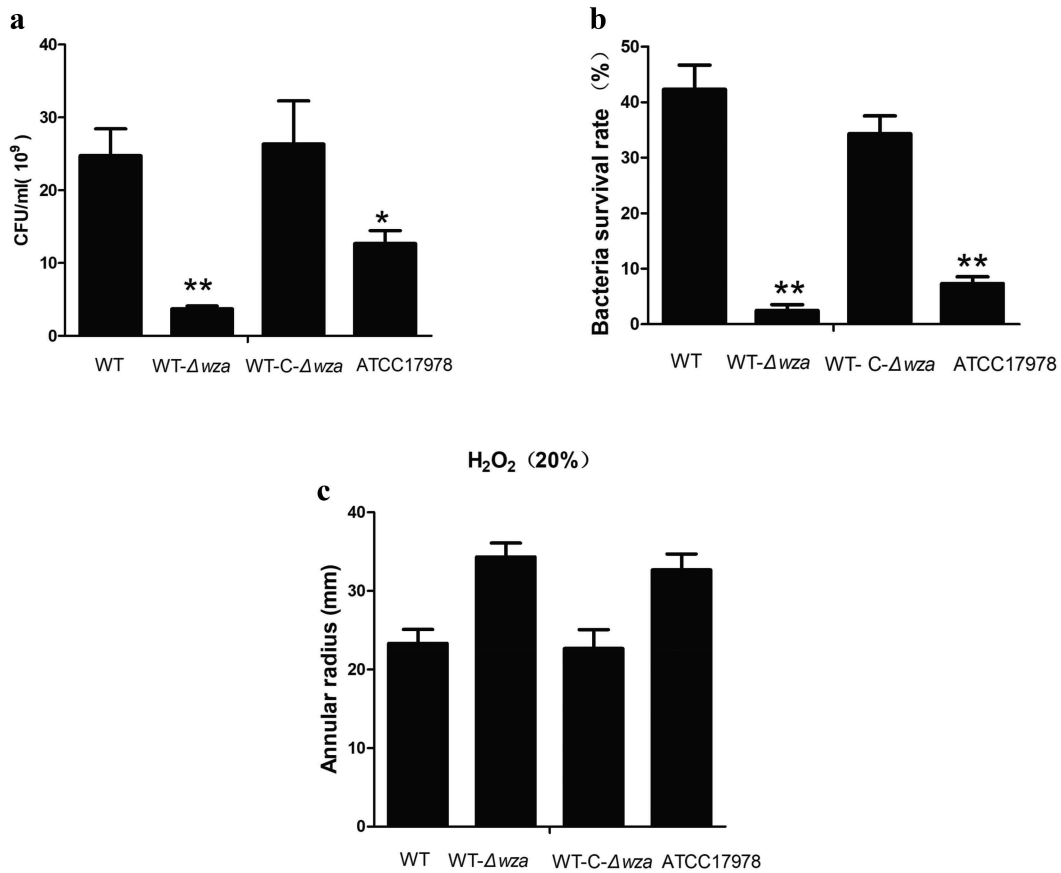 a
40
30
20
10
0
CFU/ml( 10⁹ )
**
*
WT WT-Δwza WT-C-Δwza ATCC17978
b
50
40
30
20
10
0
Bacteria survival rate（%）
**
**
WT WT-Δwza WT- C-Δwza ATCC17978
H₂O₂（20%）
c
40
30
20
10
0
Annular radius (mm)
WT WT-Δwza WT-C-Δwza ATCC17978